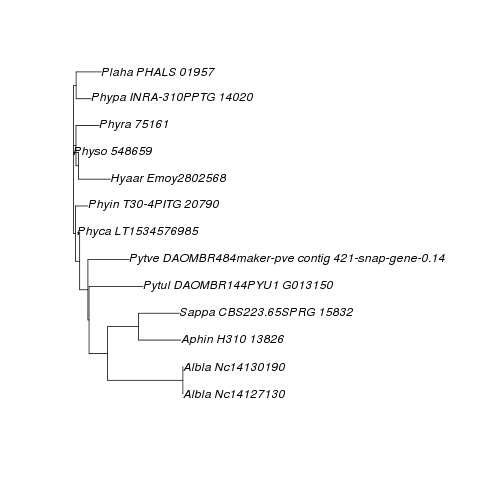 Plaha PHALS 01957
Phypa INRA-310PPTG 14020
Phyra 75161
Physo 548659
Hyaar Emoy2802568
Phyin T30-4PITG 20790
Phyca LT1534576985
Pytve DAOMBR484maker-pve contig 421-snap-gene-0.14
Pytul DAOMBR144PYU1 G013150
Sappa CBS223.65SPRG 15832
Aphin H310 13826
Albla Nc14130190
Albla Nc14127130